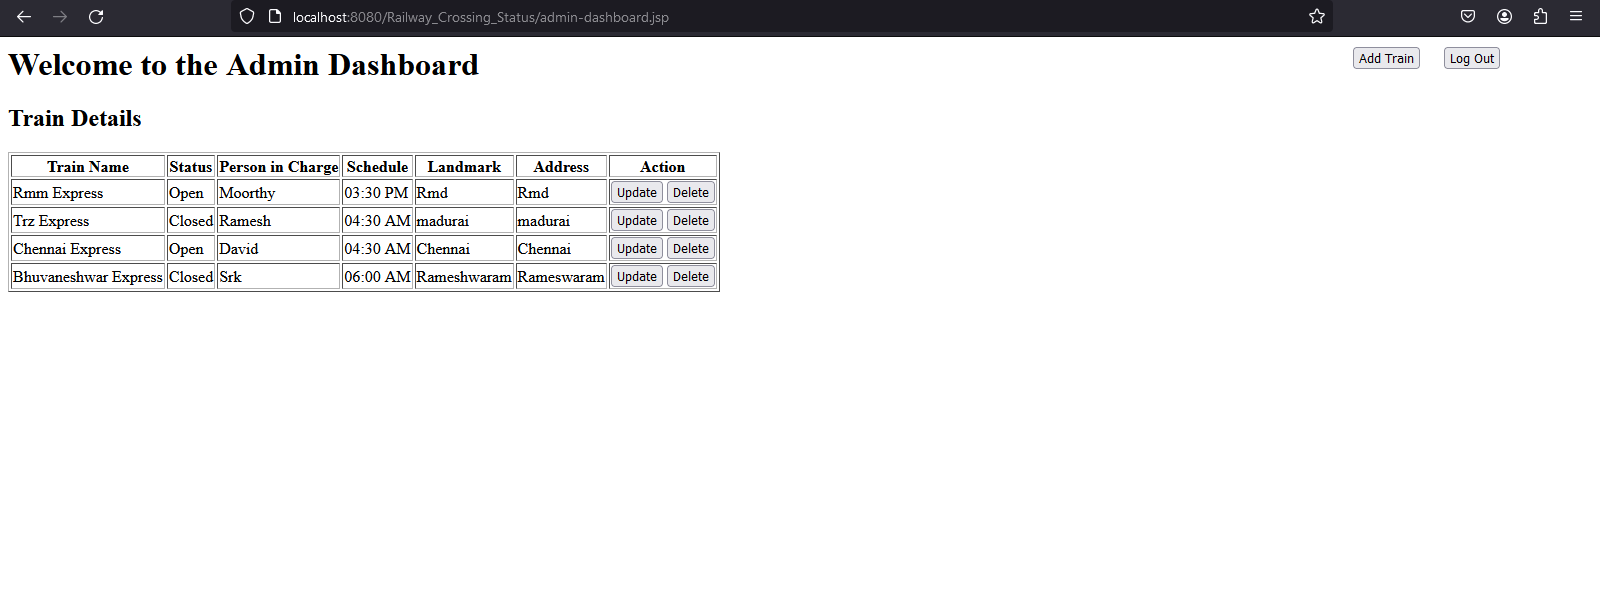 localhost:8080/Railway_Crossing_Status/admin-dashboard.jsp
Welcome to the Admin Dashboard Add Train Log Out
Train Details
Train Name Status Person in Charge Schedule Landmark Address Action
Rmm Express Open Moorthy 03:30 PM Rmd Rmd Update Delete
Trz Express Closed Ramesh 04:30 AM madurai madurai Update Delete
Chennai Express Open David 04:30 AM Chennai Chennai Update Delete
Bhuvaneshwar Express Closed Srk 06:00 AM Rameshwaram Rameswaram Update Delete